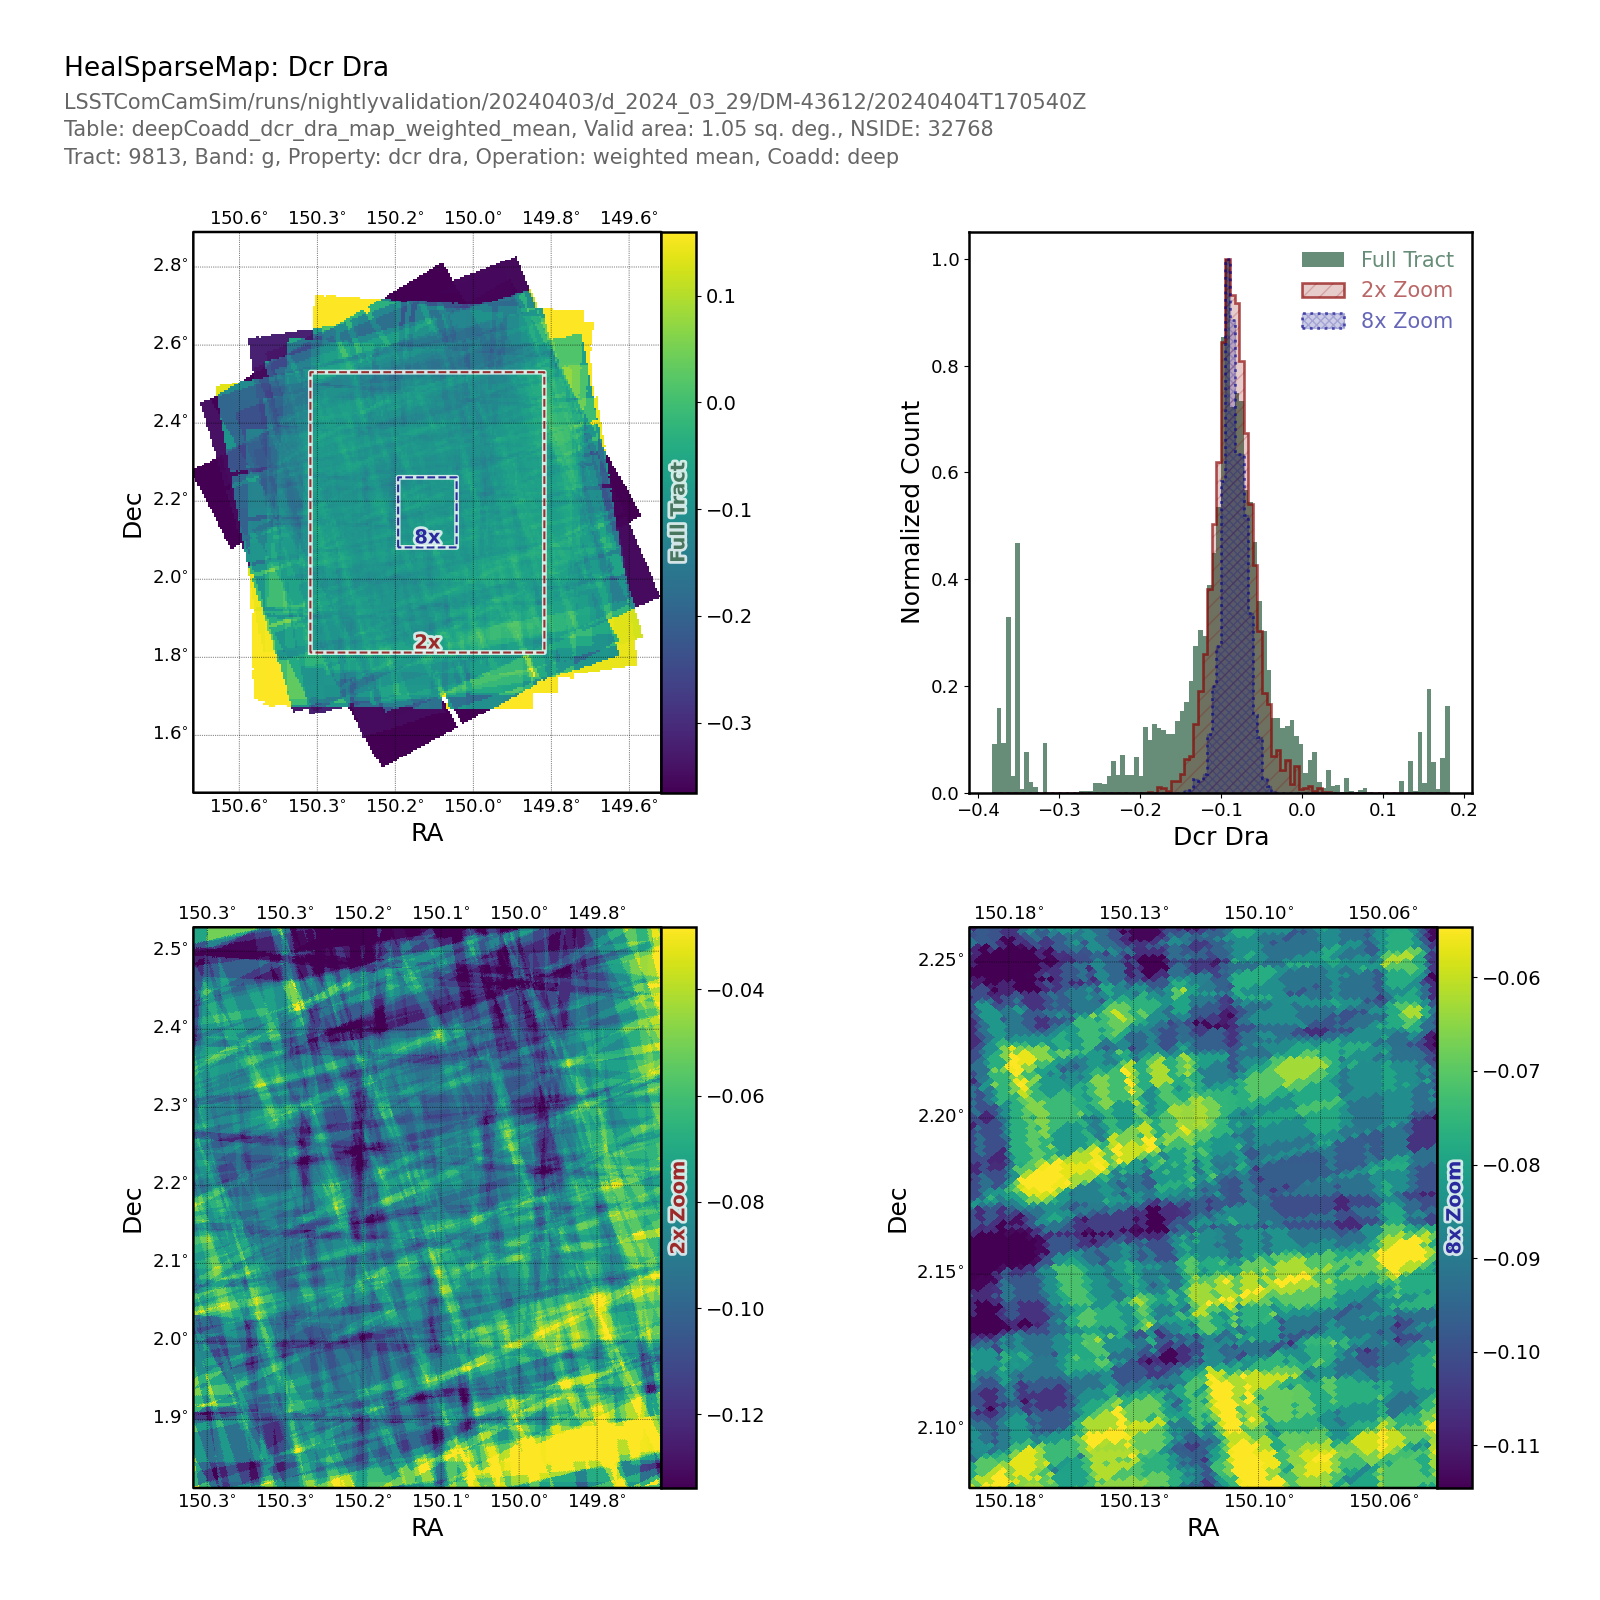 HealSparseMap: Dcr Dra
LSSTComCamSim/runs/nightlyvalidation/20240403/d_2024_03_29/DM-43612/20240404T170540Z
Table: deepCoadd_dcr_dra_map_weighted_mean, Valid area: 1.05 sq. deg., NSIDE: 32768
Tract: 9813, Band: g, Property: dcr dra, Operation: weighted mean, Coadd: deep
150.6° 150.3° 150.2° 150.0° 149.8° 149.6°
2.8°
2.6°
2.4°
2.2°
2.0°
1.8°
1.6°
Dec
8x
2x
150.6° 150.3° 150.2° 150.0° 149.8° 149.6°
RA
0.1
0.0
−0.1
−0.2
−0.3
Full Tract
Full Tract
2x Zoom
8x Zoom
1.0
0.8
0.6
0.4
0.2
0.0
Normalized Count
−0.4 −0.3 −0.2 −0.1 0.0 0.1 0.2
Dcr Dra
150.3° 150.3° 150.2° 150.1° 150.0° 149.8°
2.5°
2.4°
2.3°
2.2°
2.1°
2.0°
1.9°
Dec
150.3° 150.3° 150.2° 150.1° 150.0° 149.8°
RA
−0.04
−0.06
−0.08
−0.10
−0.12
2x Zoom
150.18° 150.13° 150.10° 150.06°
2.25°
2.20°
2.15°
2.10°
Dec
150.18° 150.13° 150.10° 150.06°
RA
−0.06
−0.07
−0.08
−0.09
−0.10
−0.11
8x Zoom